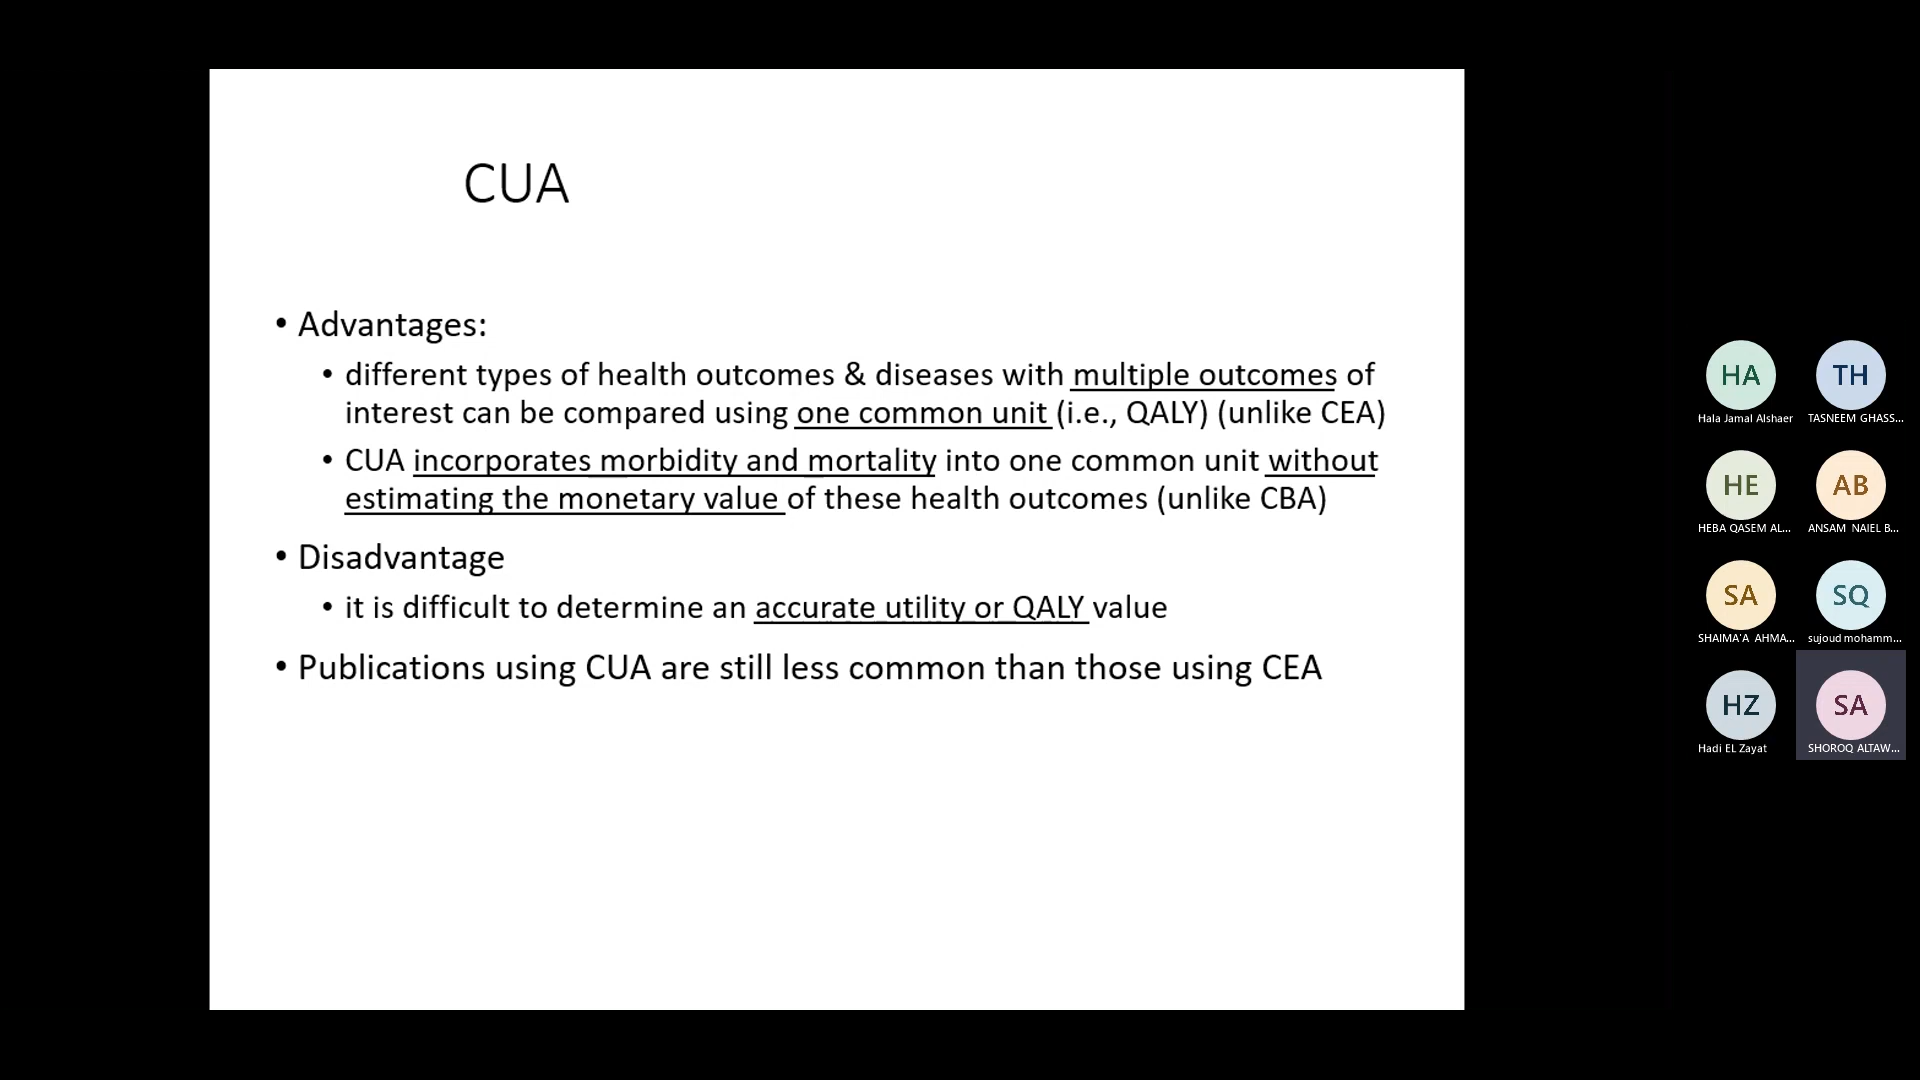 CUA
• Advantages:
• different types of health outcomes & diseases with multiple outcomes of
interest can be compared using one common unit (i.e., QALY) (unlike CEA)
• CUA incorporates morbidity and mortality into one common unit without
estimating the monetary value of these health outcomes (unlike CBA)
• Disadvantage
• it is difficult to determine an accurate utility or QALY value
• Publications using CUA are still less common than those using CEA
HA
Hala Jamal Alshaer
TH
TASNEEM GHASS...
HE
HEBA QASEM AL...
AB
ANSAM NAIEL B...
SA
SHAIMA'A AHMA...
SQ
sujoud mohamm...
HZ
Hadi EL Zayat
SA
SHOROQ ALTAW...